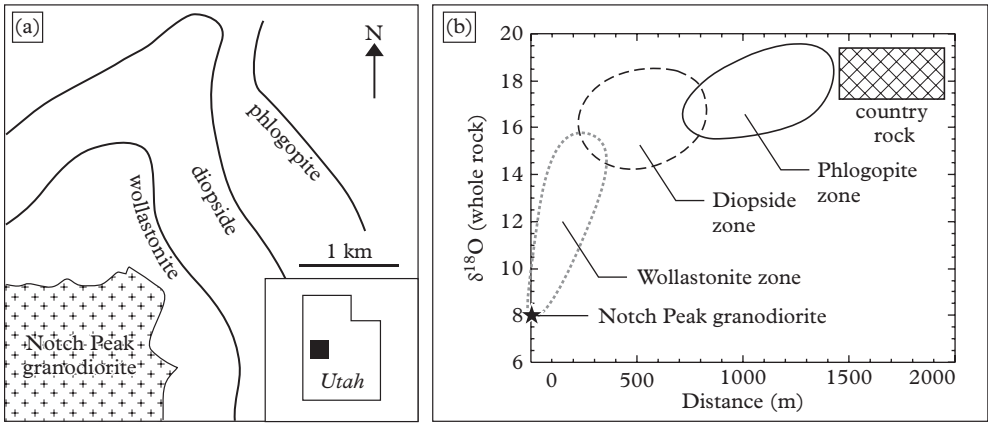 (a)
N
phlogopite
diopside
wollastonite
1 km
Notch Peak
granodiorite
Utah
(b)
20
18
16
14
12
10
8
6
δ¹⁸O (whole rock)
country
rock
Phlogopite
zone
Diopside
zone
Wollastonite zone
Notch Peak granodiorite
0
500
1000
1500
2000
Distance (m)